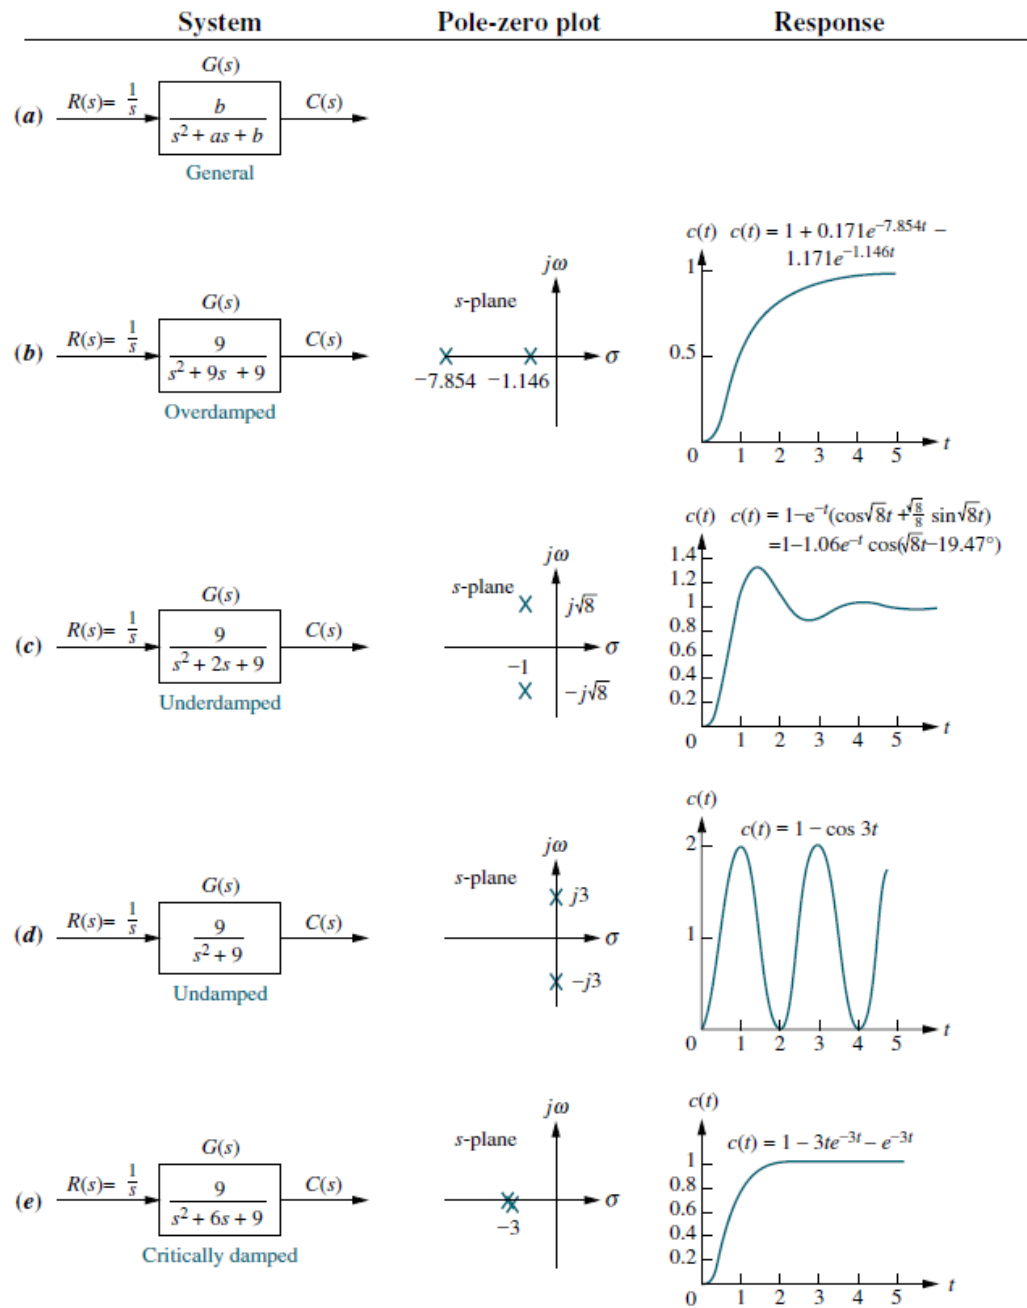 System Pole-zero plot Response
G(s)
(a) R(s)= 1/s b/(s² + as + b) C(s)
General
c(t) c(t) = 1 + 0.171e^−7.854t −
1.171e^−1.146t
1
0.5
0 1 2 3 4 5 t
jω
s-plane
σ
−7.854 −1.146
G(s)
(b) R(s)= 1/s 9/(s² + 9s + 9) C(s)
Overdamped
c(t) c(t) = 1−e^−t(cos√8t + √8/8 sin√8t)
=1−1.06e^−t cos(√8t−19.47°)
1.4
1.2
1
0.8
0.6
0.4
0.2
0 1 2 3 4 5 t
jω
s-plane
j√8
σ
−1
−j√8
G(s)
(c) R(s)= 1/s 9/(s² + 2s + 9) C(s)
Underdamped
c(t)
c(t) = 1 − cos 3t
2
1
0 1 2 3 4 5 t
jω
s-plane
j3
σ
−j3
G(s)
(d) R(s)= 1/s 9/(s² + 9) C(s)
Undamped
c(t)
c(t) = 1 − 3te^−3t − e^−3t
1
0.8
0.6
0.4
0.2
0 1 2 3 4 5 t
jω
s-plane
σ
−3
G(s)
(e) R(s)= 1/s 9/(s² + 6s + 9) C(s)
Critically damped